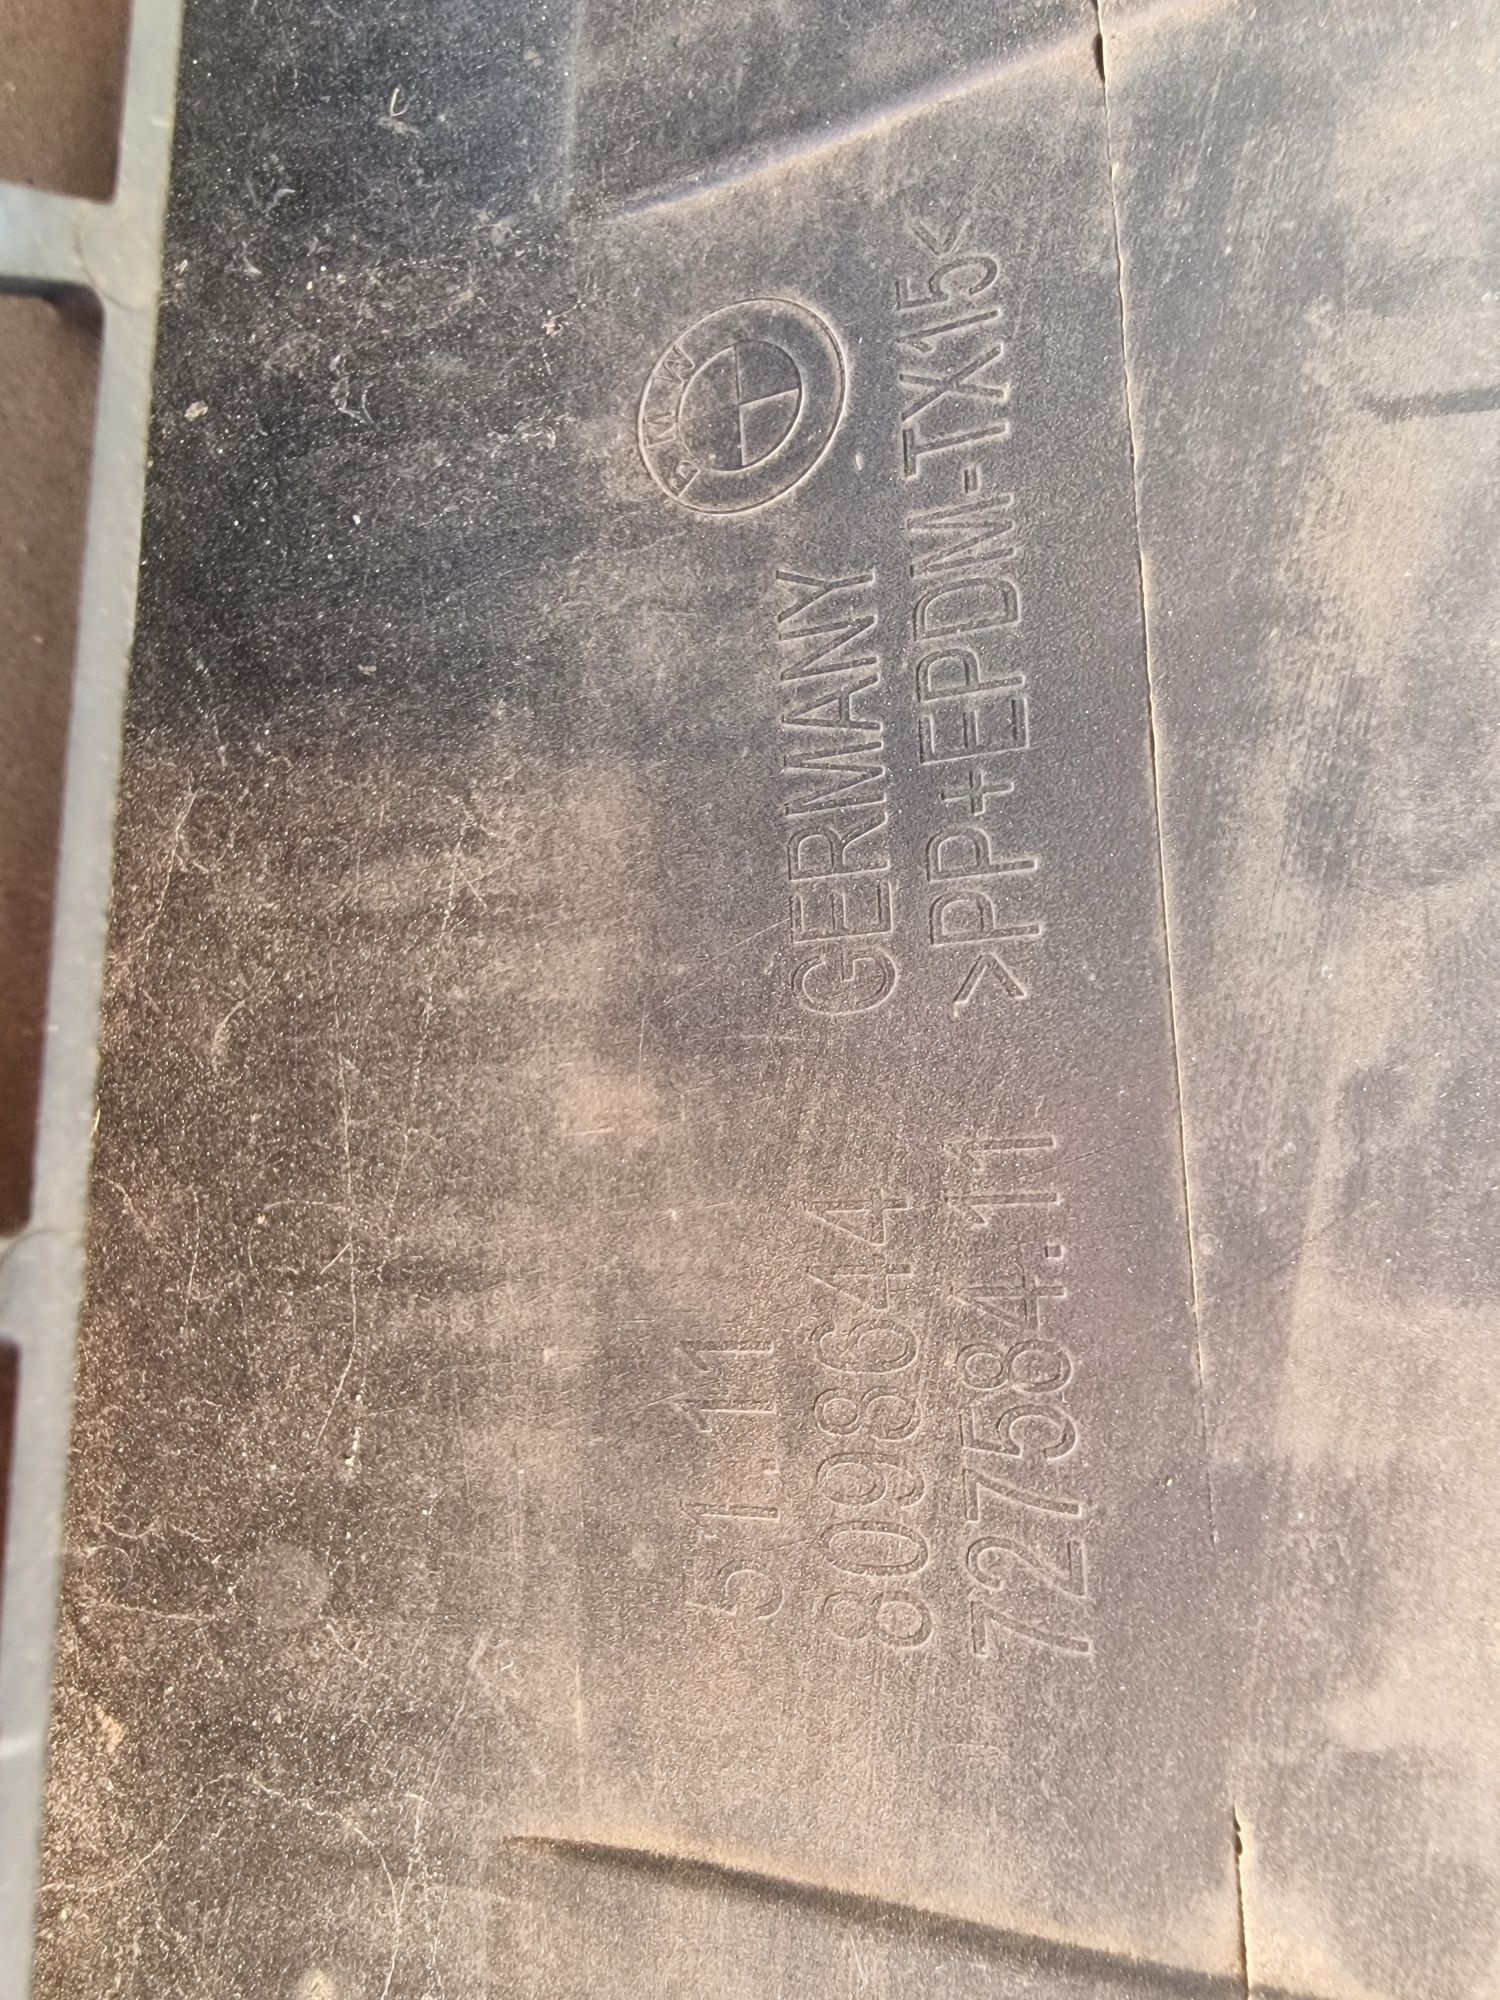 51.11
8098644
727584.11
GERMANY
>PP+EPDM-TX15<
BMW